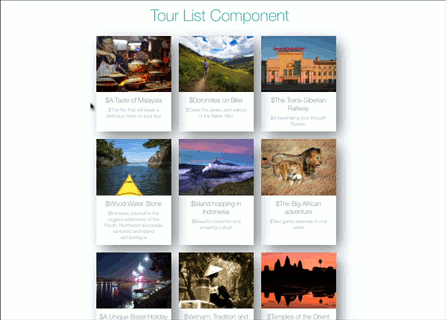 Tour List Component
$A Taste of Malaysia
$This trip that will leave a
delicious taste on your lips
$Dolomites on Bike
$Cycle the peaks and valleys
of the Italian Alps
$The Trans-Siberian
Railway
$A fascinating tour through
Russia
$Wood Water Stone
$Immerse yourself in the
rugged wilderness of the
Pacific Northwest temperate
rainforest and island
archipelagos
$Island hopping in
Indonesia
$Beautiful beaches and
amazing culture
$The Big African
adventure
$Two game reserves in one
week
$A Unique Basel Holiday
$Vietnam: Tradition and
$Temples of the Orient